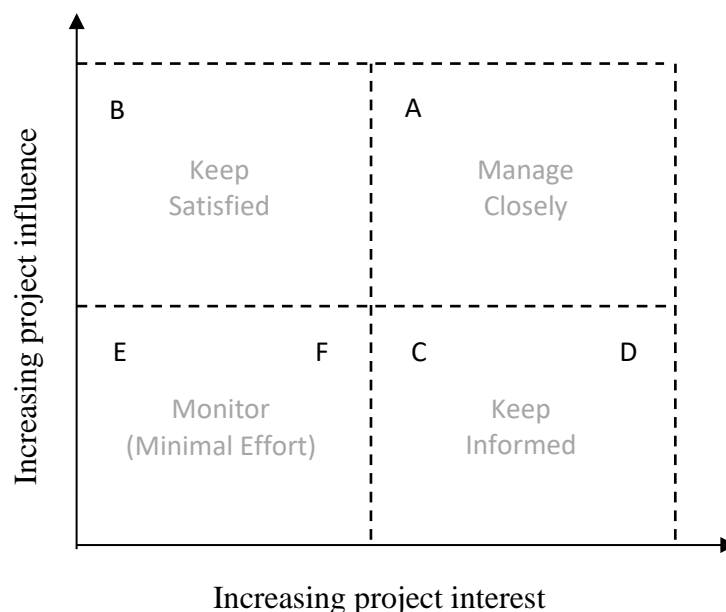 Increasing project influence
B
A
Keep
Satisfied
Manage
Closely
E
F
C
D
Monitor
(Minimal Effort)
Keep
Informed
Increasing project interest